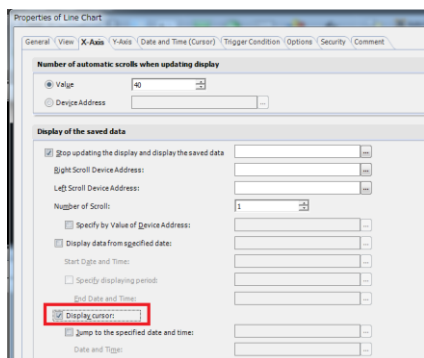 Properties of Line Chart
General View X-Axis Y-Axis Date and Time (Cursor) Trigger Condition Options Security Comment
Number of automatic scrolls when updating display
Value 40
Device Address ...
Display of the saved data
Stop updating the display and display the saved data ...
Right Scroll Device Address: ...
Left Scroll Device Address: ...
Number of Scroll: 1
Specify by Value of Device Address: ...
Display data from specified date: ...
Start Date and Time: ...
Specify displaying period: ...
End Date and Time: ...
Display cursor: ...
Jump to the specified date and time: ...
Date and Time: ...